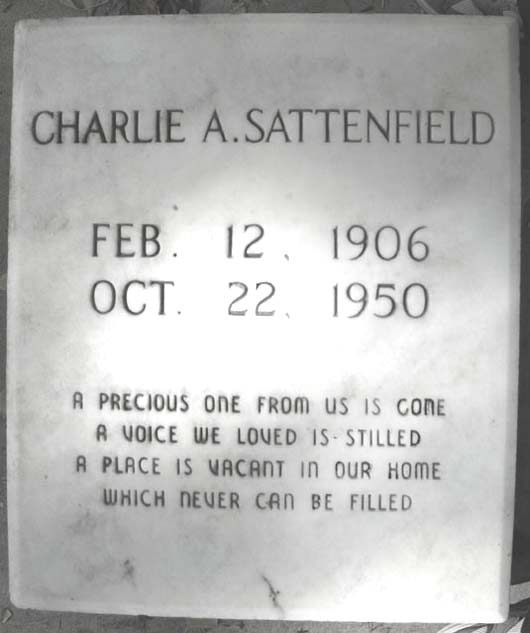 CHARLIE A. SATTENFIELD
FEB. 12, 1906
OCT. 22, 1950
A PRECIOUS ONE FROM US IS GONE
A VOICE WE LOVED IS STILLED
A PLACE IS VACANT IN OUR HOME
WHICH NEVER CAN BE FILLED